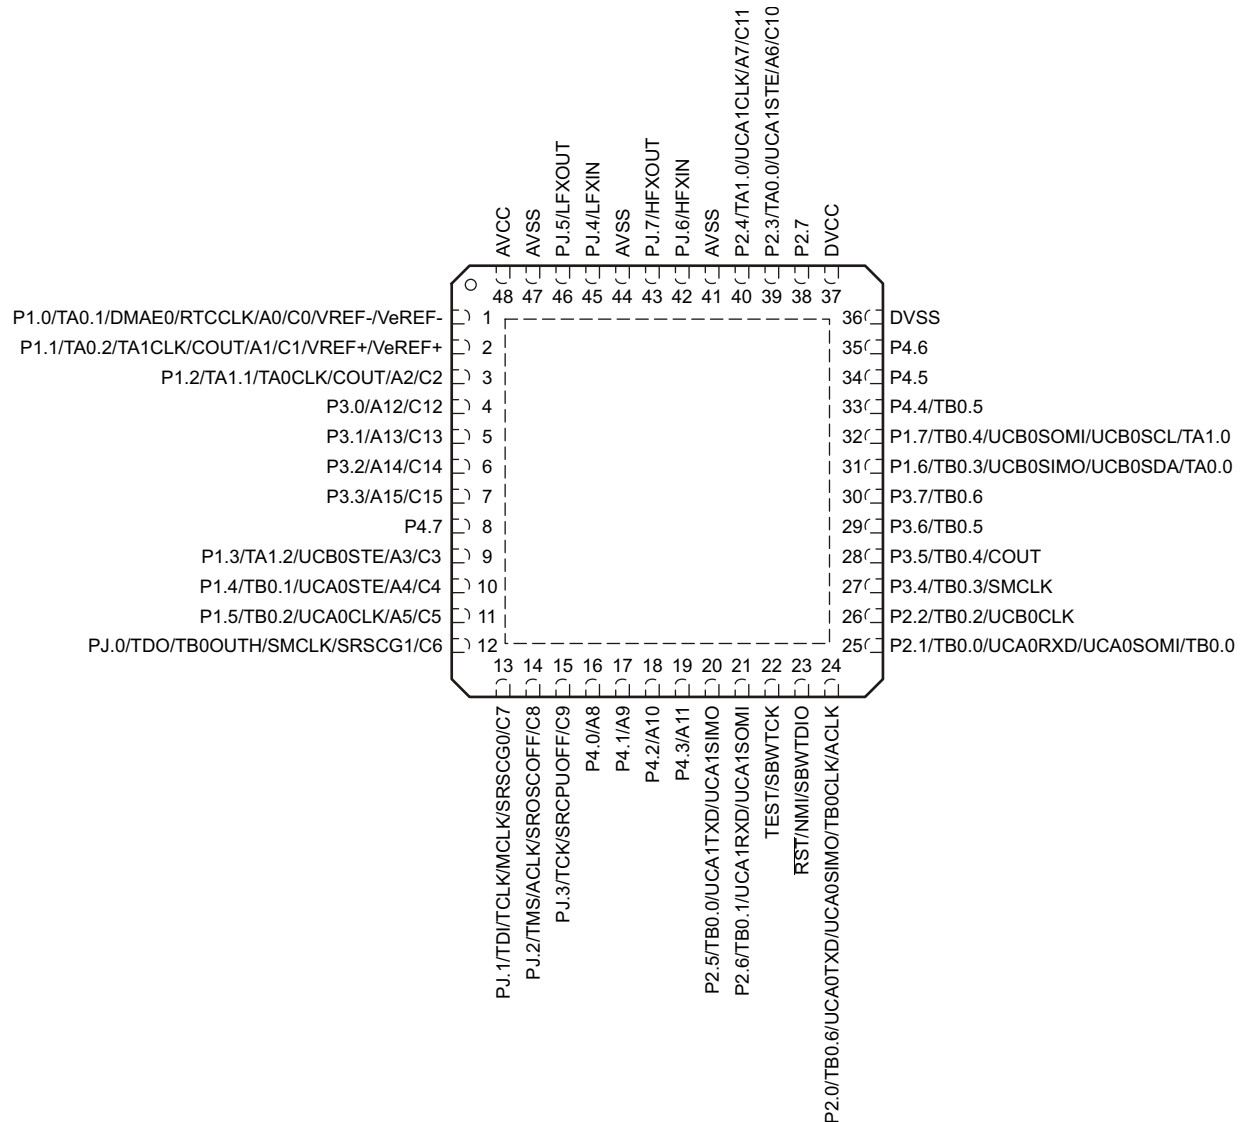 P2.4/TA1.0/UCA1CLK/A7/C11
P2.3/TA0.0/UCA1STE/A6/C10
AVCC
AVSS
PJ.5/LFXOUT
PJ.4/LFXIN
AVSS
PJ.7/HFXOUT
PJ.6/HFXIN
AVSS
P2.7
DVCC
48 47 46 45 44 43 42 41 40 39 38 37
P1.0/TA0.1/DMAE0/RTCCLK/A0/C0/VREF-/VeREF- 1
P1.1/TA0.2/TA1CLK/COUT/A1/C1/VREF+/VeREF+ 2
P1.2/TA1.1/TA0CLK/COUT/A2/C2 3
P3.0/A12/C12 4
P3.1/A13/C13 5
P3.2/A14/C14 6
P3.3/A15/C15 7
P4.7 8
P1.3/TA1.2/UCB0STE/A3/C3 9
P1.4/TB0.1/UCA0STE/A4/C4 10
P1.5/TB0.2/UCA0CLK/A5/C5 11
PJ.0/TDO/TB0OUTH/SMCLK/SRSCG1/C6 12
36 DVSS
35 P4.6
34 P4.5
33 P4.4/TB0.5
32 P1.7/TB0.4/UCB0SOMI/UCB0SCL/TA1.0
31 P1.6/TB0.3/UCB0SIMO/UCB0SDA/TA0.0
30 P3.7/TB0.6
29 P3.6/TB0.5
28 P3.5/TB0.4/COUT
27 P3.4/TB0.3/SMCLK
26 P2.2/TB0.2/UCB0CLK
25 P2.1/TB0.0/UCA0RXD/UCA0SOMI/TB0.0
13 14 15 16 17 18 19 20 21 22 23 24
PJ.1/TDI/TCLK/MCLK/SRSCG0/C7
PJ.2/TMS/ACLK/SROSCOFF/C8
PJ.3/TCK/SRCPUOFF/C9
P4.0/A8
P4.1/A9
P4.2/A10
P4.3/A11
P2.5/TB0.0/UCA1TXD/UCA1SIMO
P2.6/TB0.1/UCA1RXD/UCA1SOMI
TEST/SBWTCK
RST/NMI/SBWTDIO
P2.0/TB0.6/UCA0TXD/UCA0SIMO/TB0CLK/ACLK